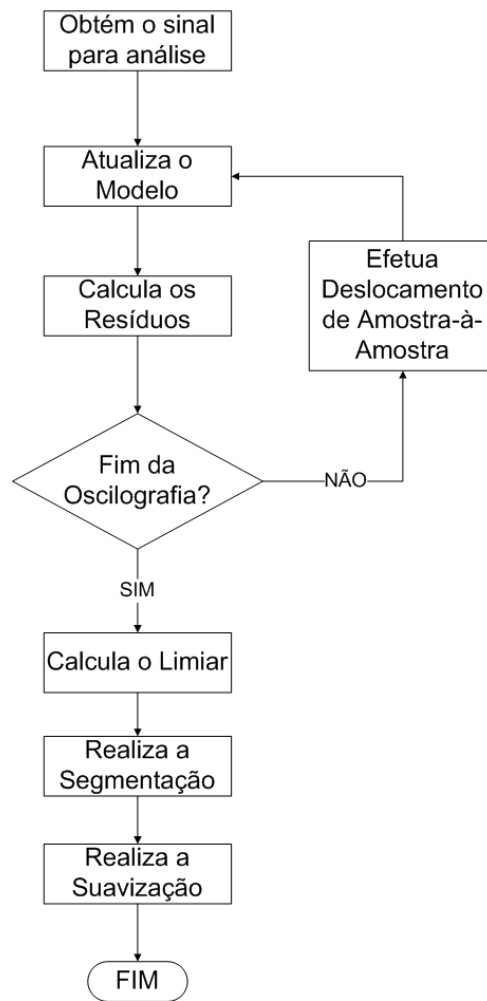 Obtém o sinal
para análise
Atualiza o
Modelo
Calcula os
Resíduos
Efetua
Deslocamento
de Amostra-à-
Amostra
Fim da
Oscilografia?
NÃO
SIM
Calcula o Limiar
Realiza a
Segmentação
Realiza a
Suavização
FIM